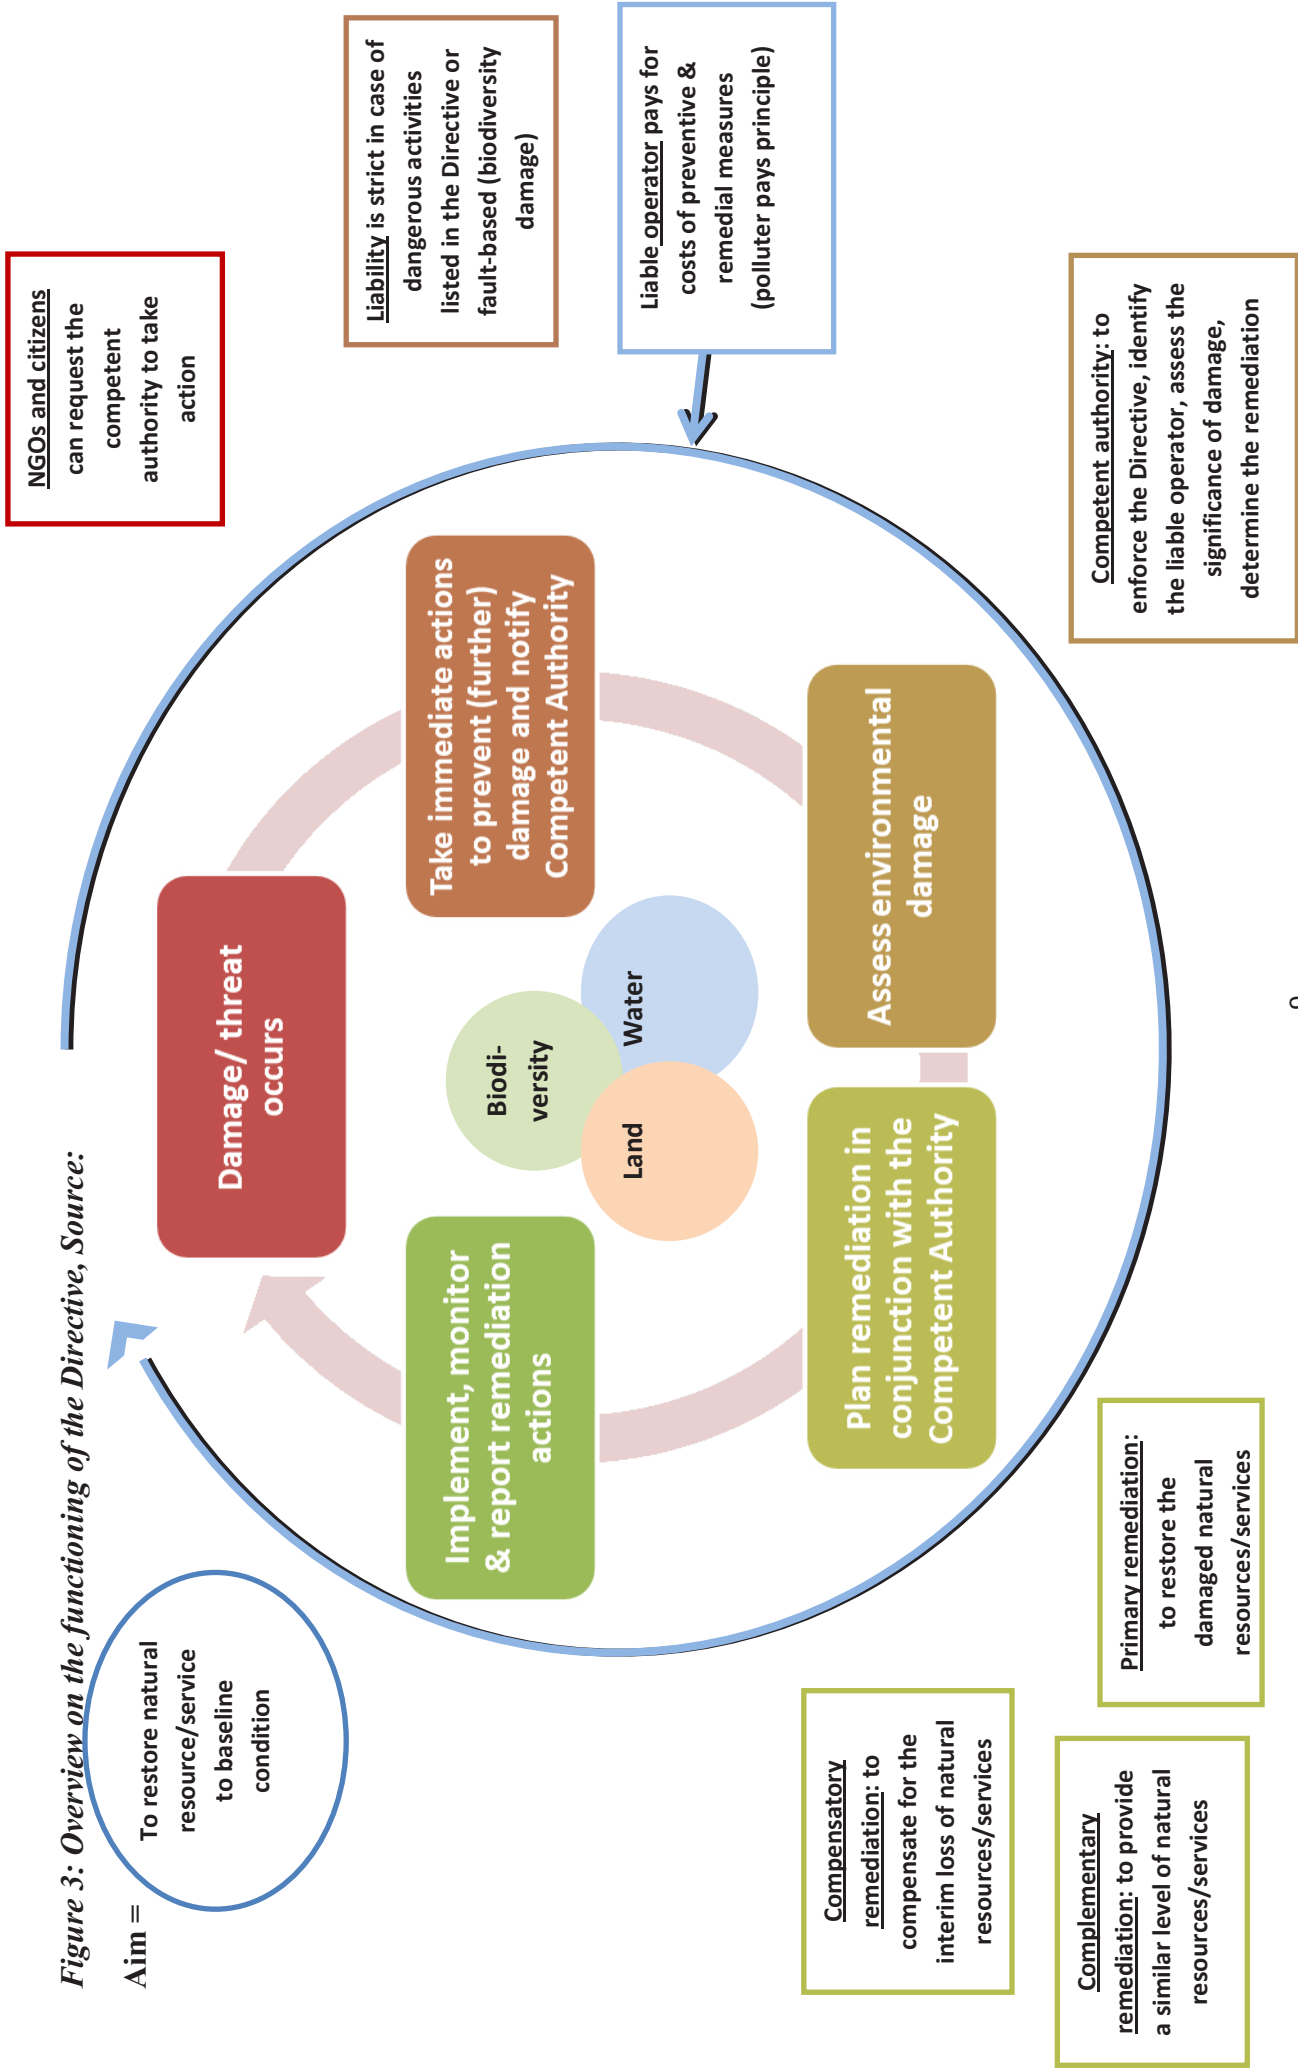 Figure 3: Overview on the functioning of the Directive, Source:
Aim =
To restore natural
resource/service
to baseline
condition
NGOs and citizens
can request the
competent
authority to take
action
Damage/ threat
occurs
Liability is strict in case of
dangerous activities
listed in the Directive or
fault-based (biodiversity
damage)
Implement, monitor
& report remediation
actions
Take immediate actions
to prevent (further)
damage and notify
Competent Authority
Biodi-
versity
Land
Water
Liable operator pays for
costs of preventive &
remedial measures
(polluter pays principle)
Plan remediation in
conjunction with the
Competent Authority
Assess environmental
damage
Compensatory
remediation: to
compensate for the
interim loss of natural
resources/services
Complementary
remediation: to provide
a similar level of natural
resources/services
Primary remediation:
to restore the
damaged natural
resources/services
Competent authority: to
enforce the Directive, identify
the liable operator, assess the
significance of damage,
determine the remediation